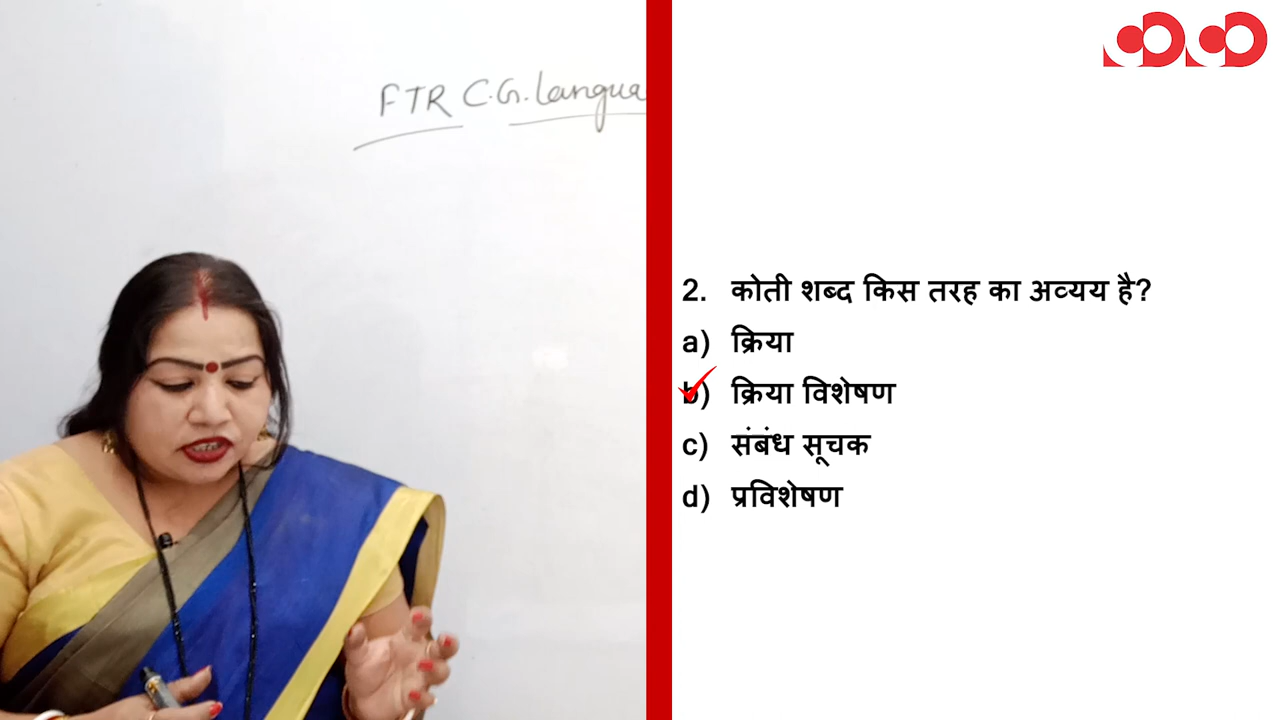 FTR C.G. langua
2. कोती शब्द किस तरह का अव्यय है?
a) क्रिया
b) क्रिया विशेषण
c) संबंध सूचक
d) प्रविशेषण